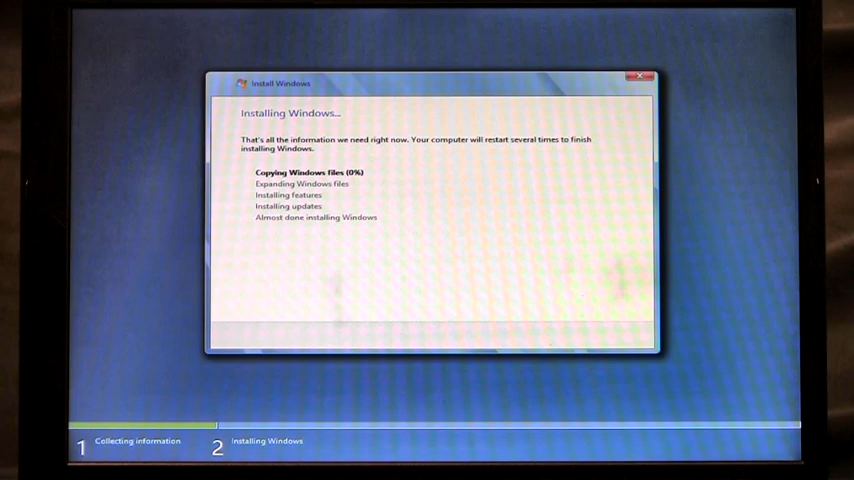 Install Windows
Installing Windows...
That's all the information we need right now. Your computer will restart several times to finish
installing Windows.
Copying Windows files (0%)
Expanding Windows files
Installing features
Installing updates
Almost done installing Windows
1 Collecting information 2 Installing Windows